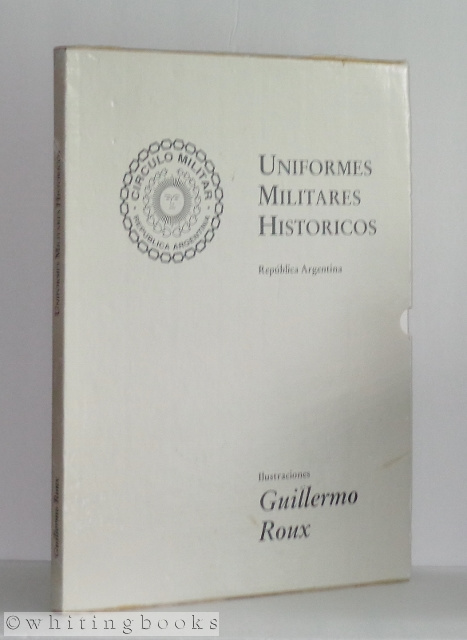 CIRCULO MILITAR
REPUBLICA ARGENTINA
UNIFORMES
MILITARES
HISTORICOS
República Argentina
Ilustraciones
Guillermo
Roux
UNIFORMES MILITARES HISTORICOS
Guillermo Roux
©whitingbooks